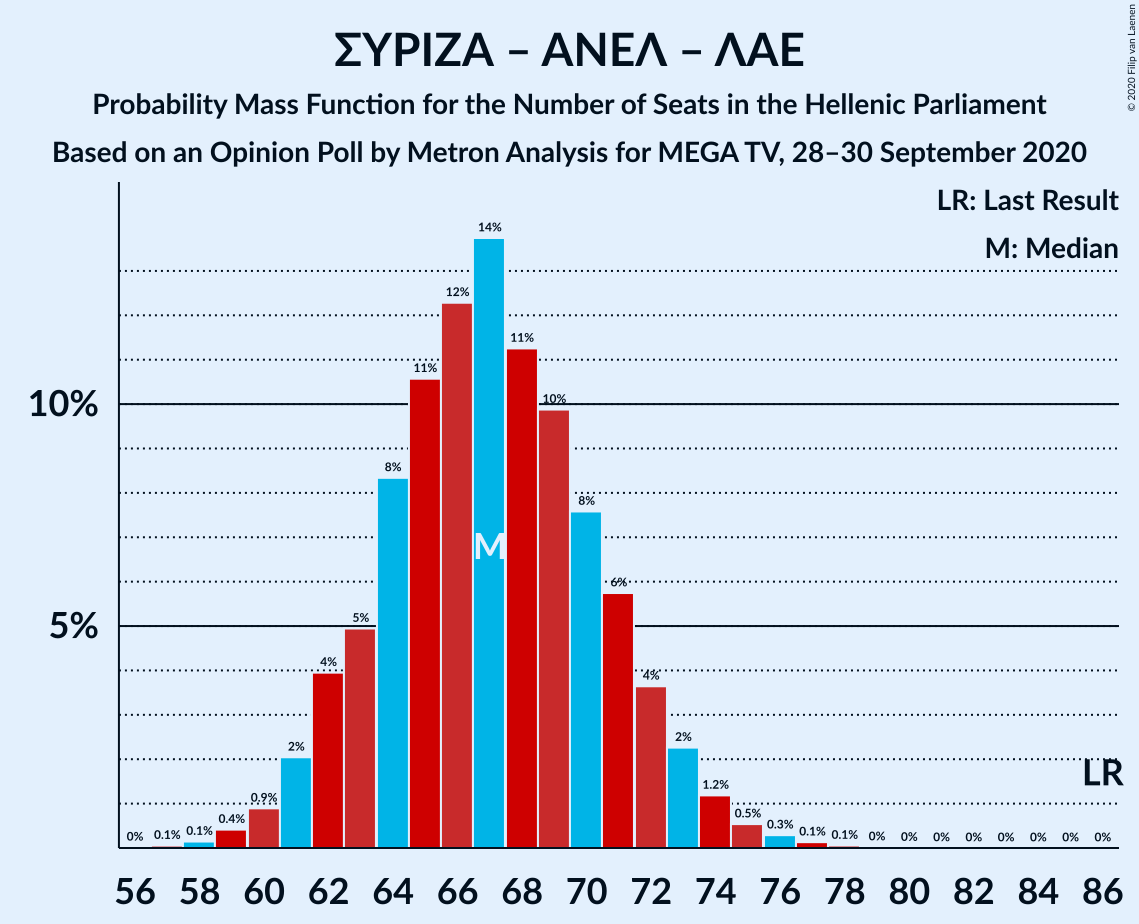 ΣΥΡΙΖΑ – ΑΝΕΛ – ΛΑΕ
Probability Mass Function for the Number of Seats in the Hellenic Parliament
Based on an Opinion Poll by Metron Analysis for MEGA TV, 28–30 September 2020
© 2020 Filip van Laenen
LR: Last Result
M: Median
10%
5%
0% 0.1% 0.1% 0.4% 0.9% 2% 4% 5% 8% 11% 12% 14% 11% 10% 8% 6% 4% 2% 1.2% 0.5% 0.3% 0.1% 0.1% 0% 0% 0% 0% 0% 0% 0% 0%
M
LR
56 58 60 62 64 66 68 70 72 74 76 78 80 82 84 86